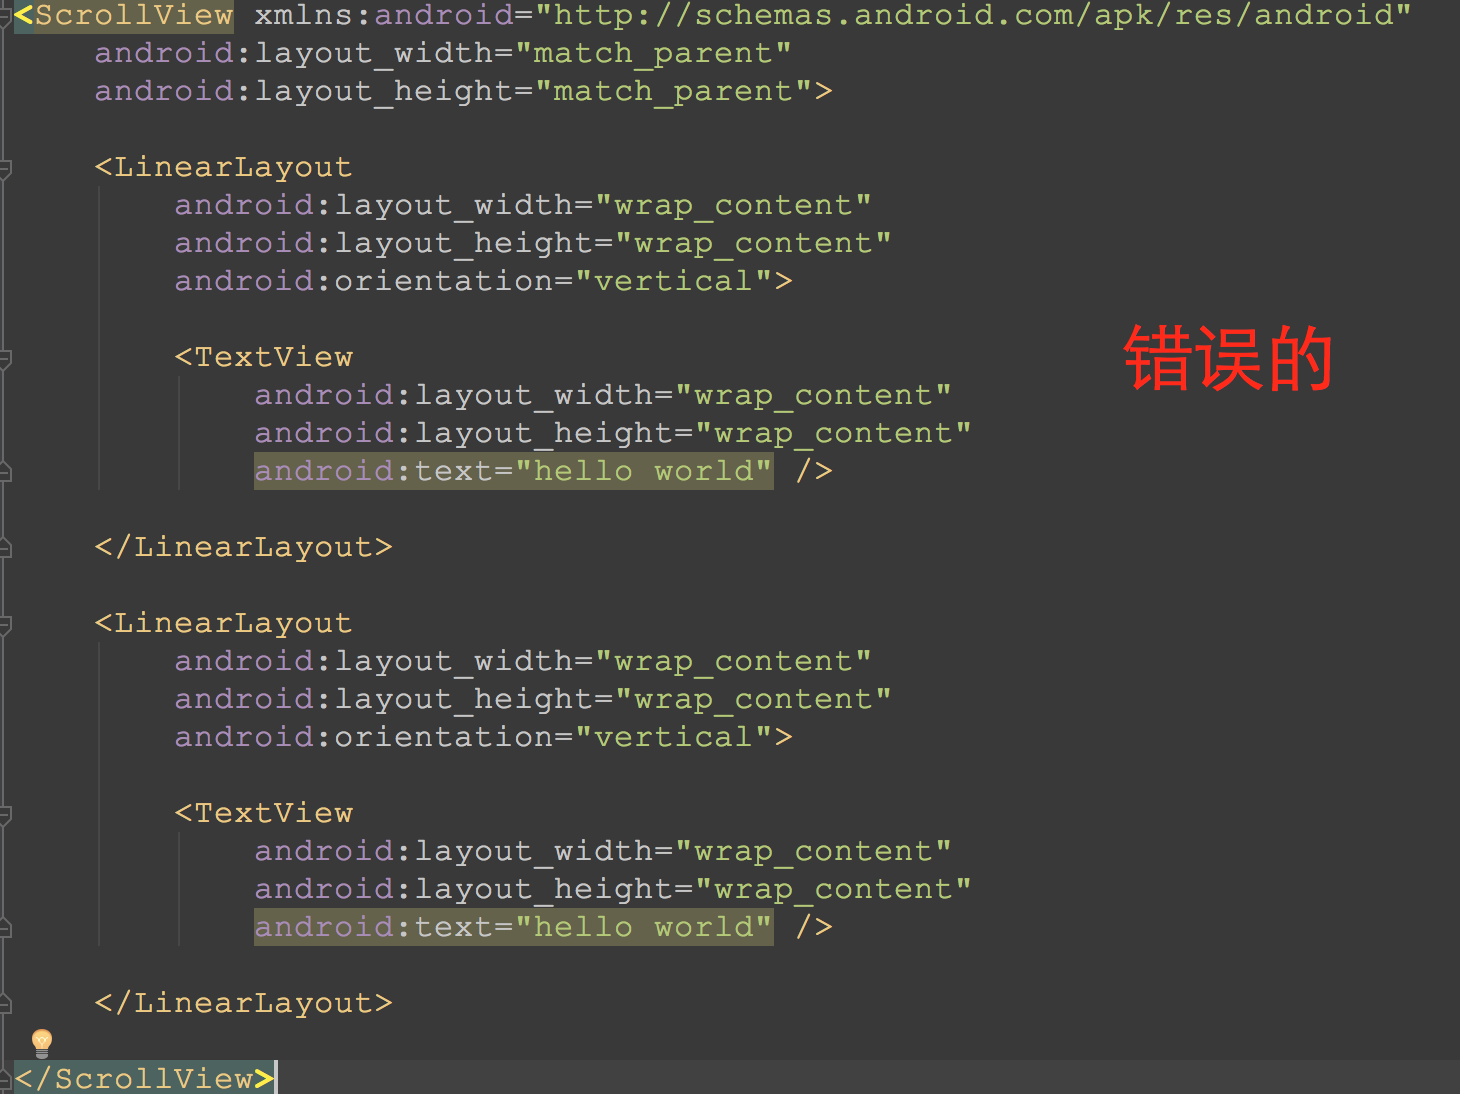 <ScrollView xmlns:android="http://schemas.android.com/apk/res/android"
    android:layout_width="match_parent"
    android:layout_height="match_parent">

    <LinearLayout
        android:layout_width="wrap_content"
        android:layout_height="wrap_content"
        android:orientation="vertical">

错误的
        <TextView
            android:layout_width="wrap_content"
            android:layout_height="wrap_content"
            android:text="hello world" />

    </LinearLayout>

    <LinearLayout
        android:layout_width="wrap_content"
        android:layout_height="wrap_content"
        android:orientation="vertical">

        <TextView
            android:layout_width="wrap_content"
            android:layout_height="wrap_content"
            android:text="hello world" />

    </LinearLayout>

</ScrollView>